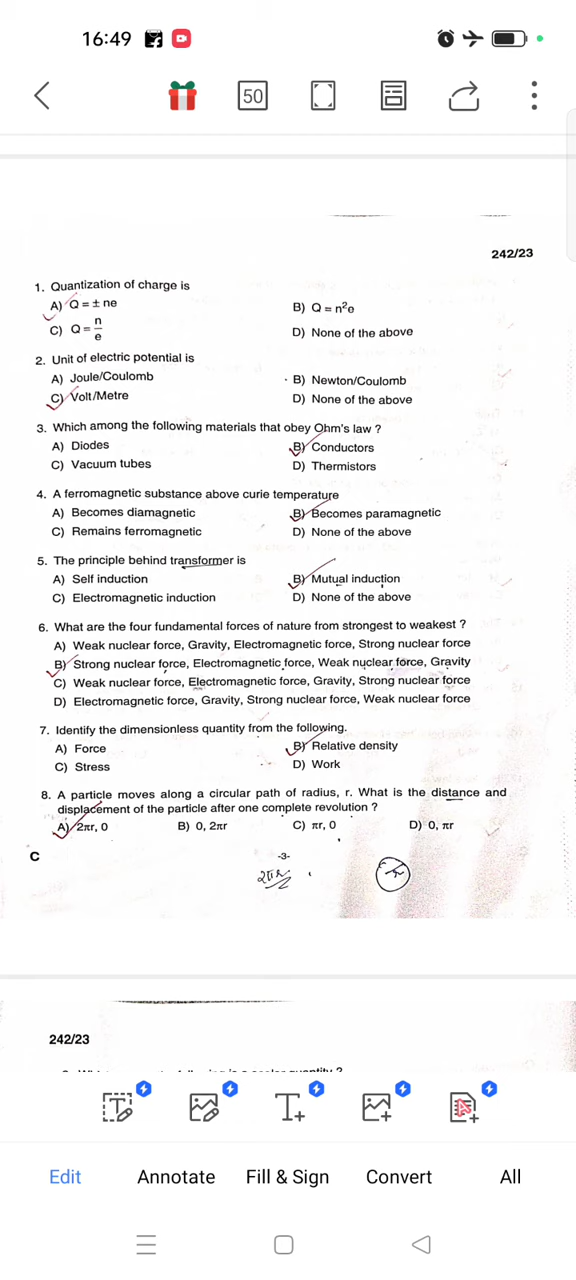 16:49
50
242/23
1. Quantization of charge is
A) Q = ± ne B) Q = n²e
C) Q = n/e D) None of the above
2. Unit of electric potential is
A) Joule/Coulomb B) Newton/Coulomb
C) Volt/Metre D) None of the above
3. Which among the following materials that obey Ohm's law ?
A) Diodes B) Conductors
C) Vacuum tubes D) Thermistors
4. A ferromagnetic substance above curie temperature
A) Becomes diamagnetic B) Becomes paramagnetic
C) Remains ferromagnetic D) None of the above
5. The principle behind transformer is
A) Self induction B) Mutual induction
C) Electromagnetic induction D) None of the above
6. What are the four fundamental forces of nature from strongest to weakest ?
A) Weak nuclear force, Gravity, Electromagnetic force, Strong nuclear force
B) Strong nuclear force, Electromagnetic force, Weak nuclear force, Gravity
C) Weak nuclear force, Electromagnetic force, Gravity, Strong nuclear force
D) Electromagnetic force, Gravity, Strong nuclear force, Weak nuclear force
7. Identify the dimensionless quantity from the following.
A) Force B) Relative density
C) Stress D) Work
8. A particle moves along a circular path of radius, r. What is the distance and
displacement of the particle after one complete revolution ?
A) 2πr, 0 B) 0, 2πr C) πr, 0 D) 0, πr
C
-3-
2πr
242/23
Edit Annotate Fill & Sign Convert All